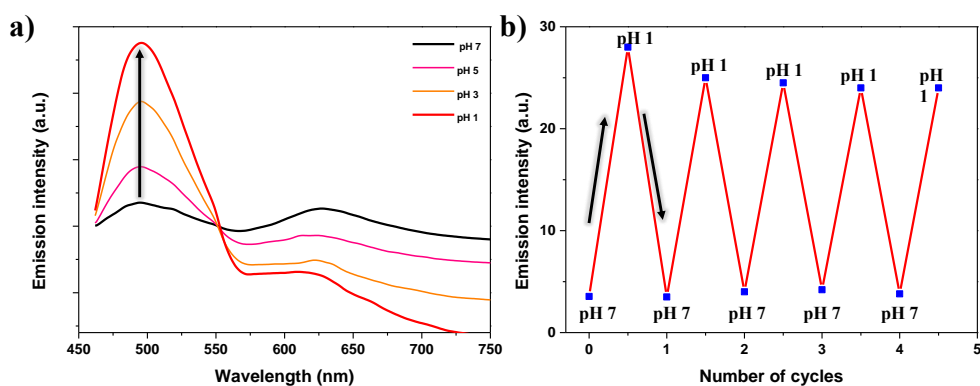 a)
Emission intensity (a.u.)
pH 7
pH 5
pH 3
pH 1
450 500 550 600 650 700 750
Wavelength (nm)
b)
Emission intensity (a.u.)
30
20
10
0
pH 1
pH 1
pH 1
pH 1
pH
1
pH 7 pH 7 pH 7 pH 7 pH 7
0 1 2 3 4 5
Number of cycles